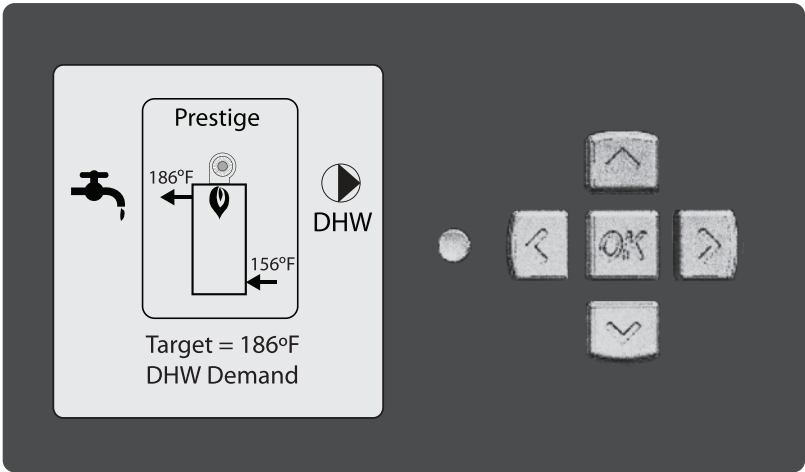 Prestige
186ºF
DHW
156ºF
Target = 186ºF
DHW Demand
OK